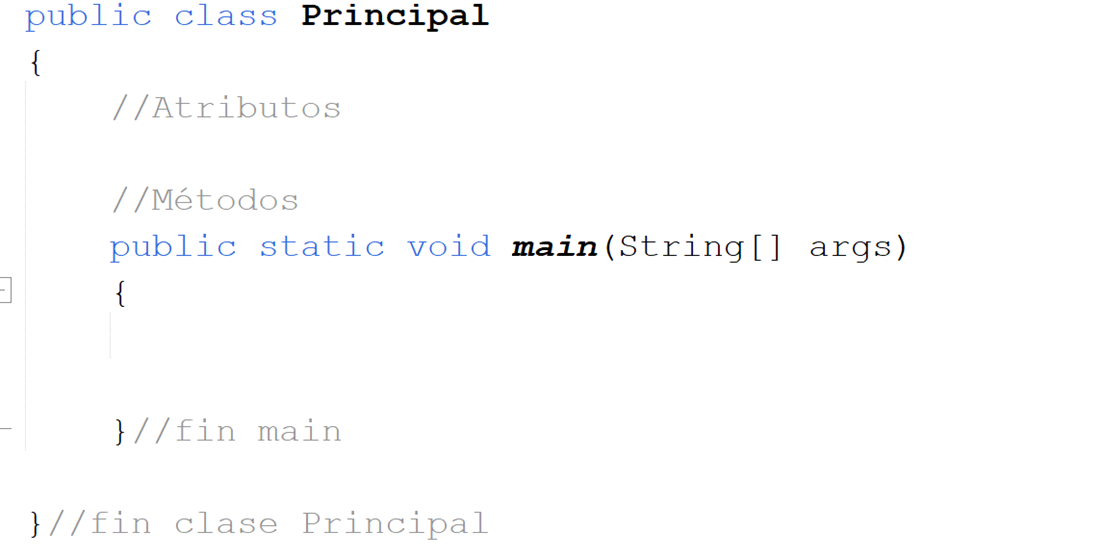 public class Principal
{
//Atributos
//Métodos
public static void main(String[] args)
{
}//fin main
}//fin clase Principal